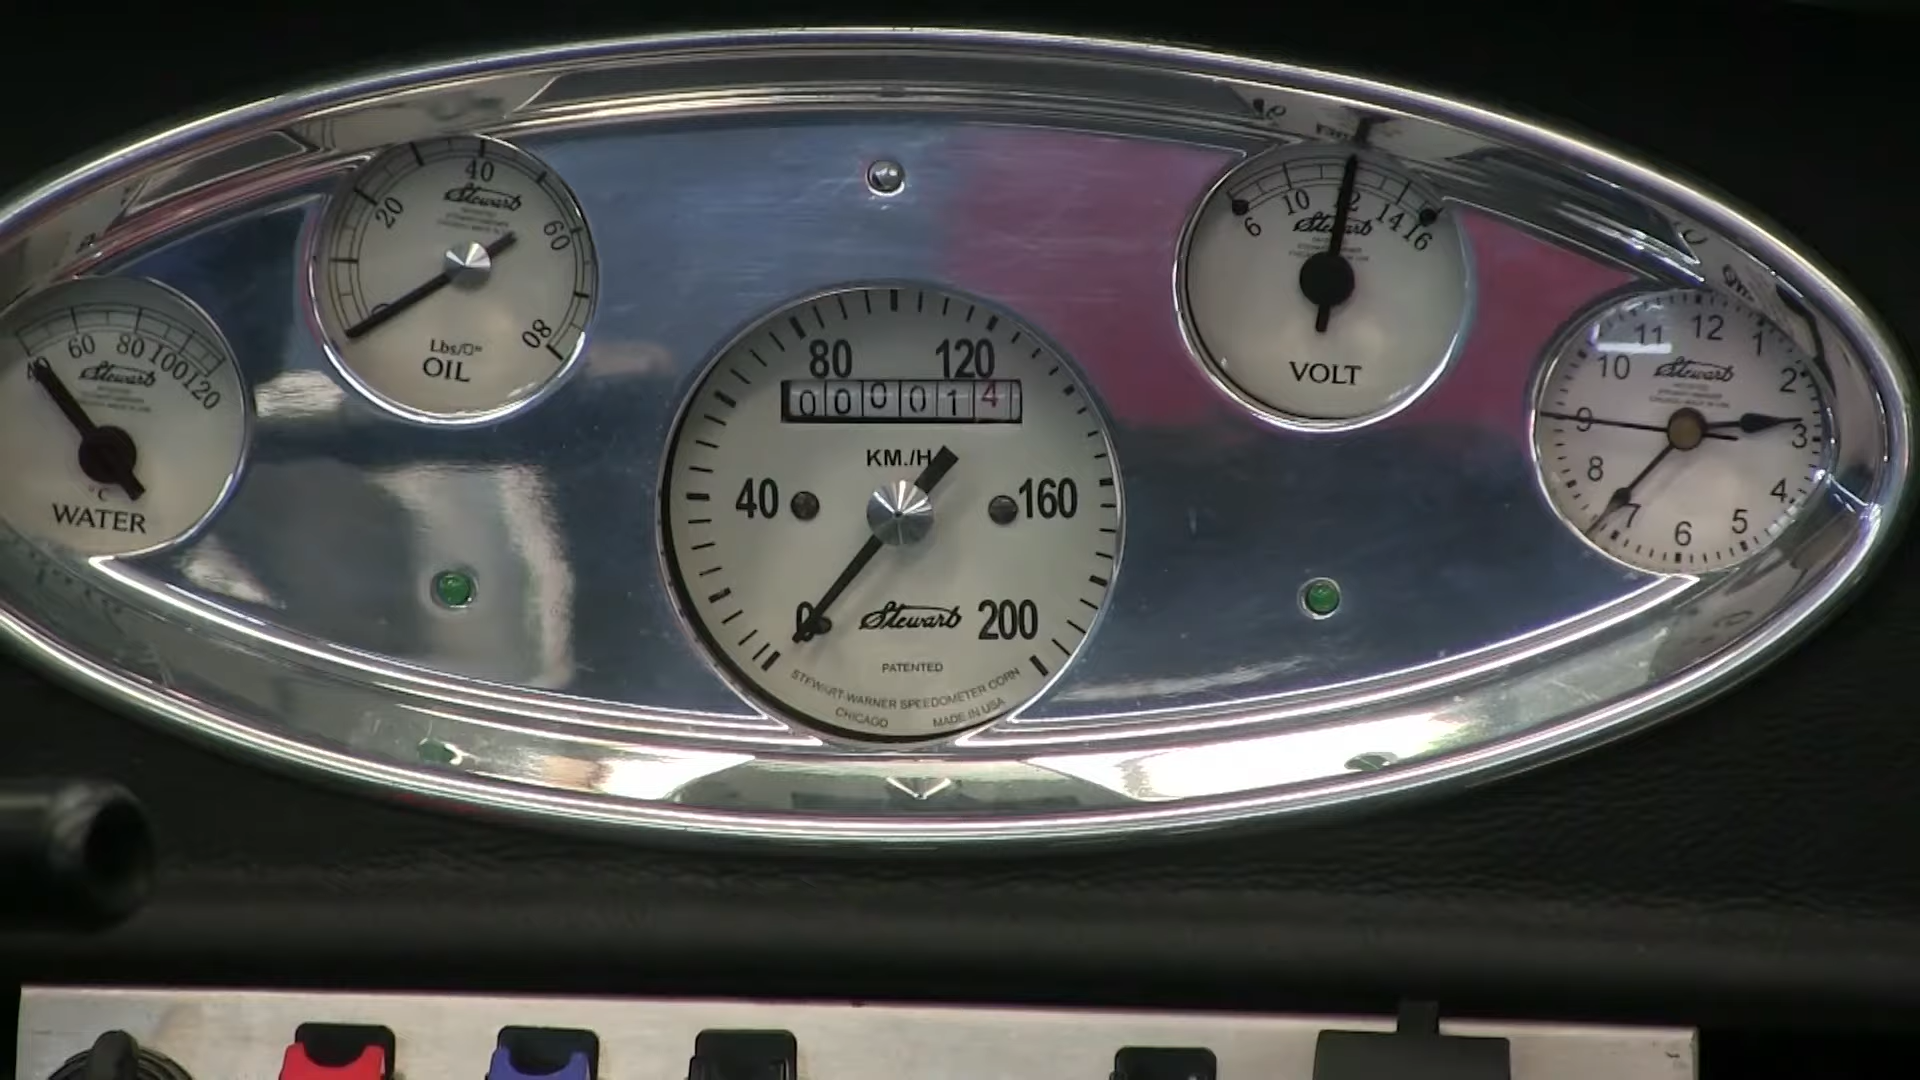 40
60
80
100
120
Stewart
°C
WATER
20
40
60
80
Stewart
Lbs/□"
OIL
0
40
80
120
160
200
000014
KM./H
Stewart
PATENTED
STEWART-WARNER SPEEDOMETER CORN
CHICAGO MADE IN USA
6
10
12
14
16
Stewart
VOLT
12
1
2
3
4
5
6
7
8
9
10
11
Stewart